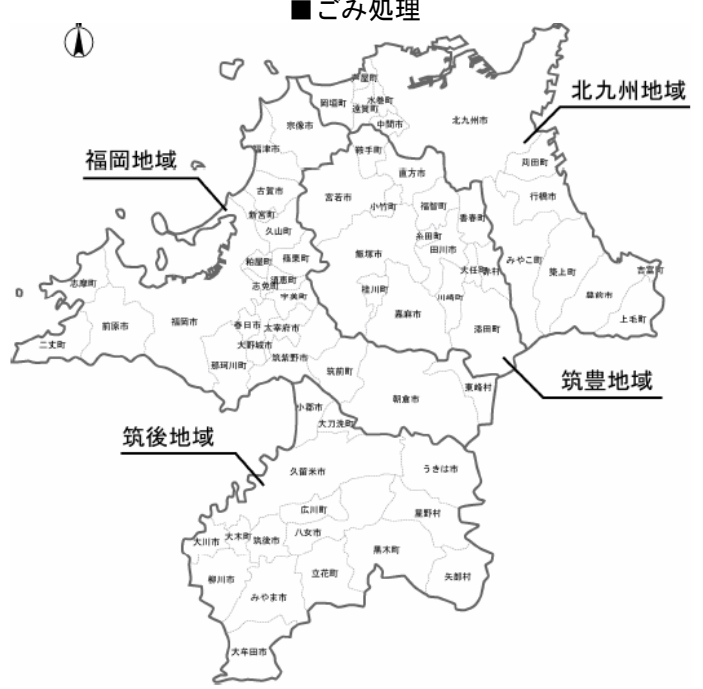 ■ごみ処理
芦屋町
水巻町
岡垣町
遠賀町
中間市
北九州市
北九州地域
宗像市
福津市
鞍手町
福岡地域
直方市
苅田町
古賀市
宮若市
小竹町
福智町
香春町
行橋市
新宮町
久山町
糸田町
田川市
飯塚市
粕屋町
篠栗町
みやこ町
大任町
赤村
築上町
吉富町
志摩町
志免町
須恵町
宇美町
桂川町
川崎町
豊前市
嘉麻市
上毛町
前原市
福岡市
春日市
太宰府市
添田町
二丈町
大野城市
筑紫野市
那珂川町
筑前町
東峰村
筑豊地域
朝倉市
小郡市
大刀洗町
筑後地域
久留米市
うきは市
広川町
星野村
大川市
大木町
筑後市
八女市
黒木町
柳川市
立花町
矢部村
みやま市
大牟田市